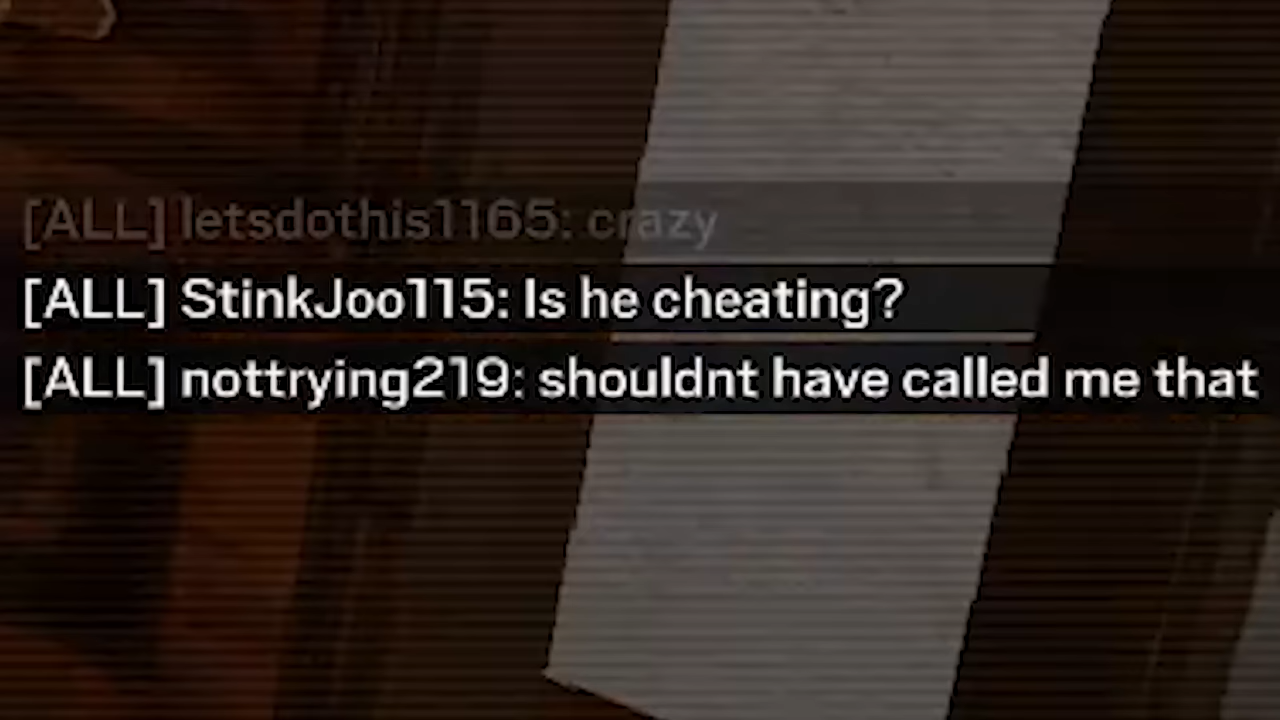 [ALL] letsdothis1165: crazy
[ALL] StinkJoo115: Is he cheating?
[ALL] nottrying219: shouldnt have called me that